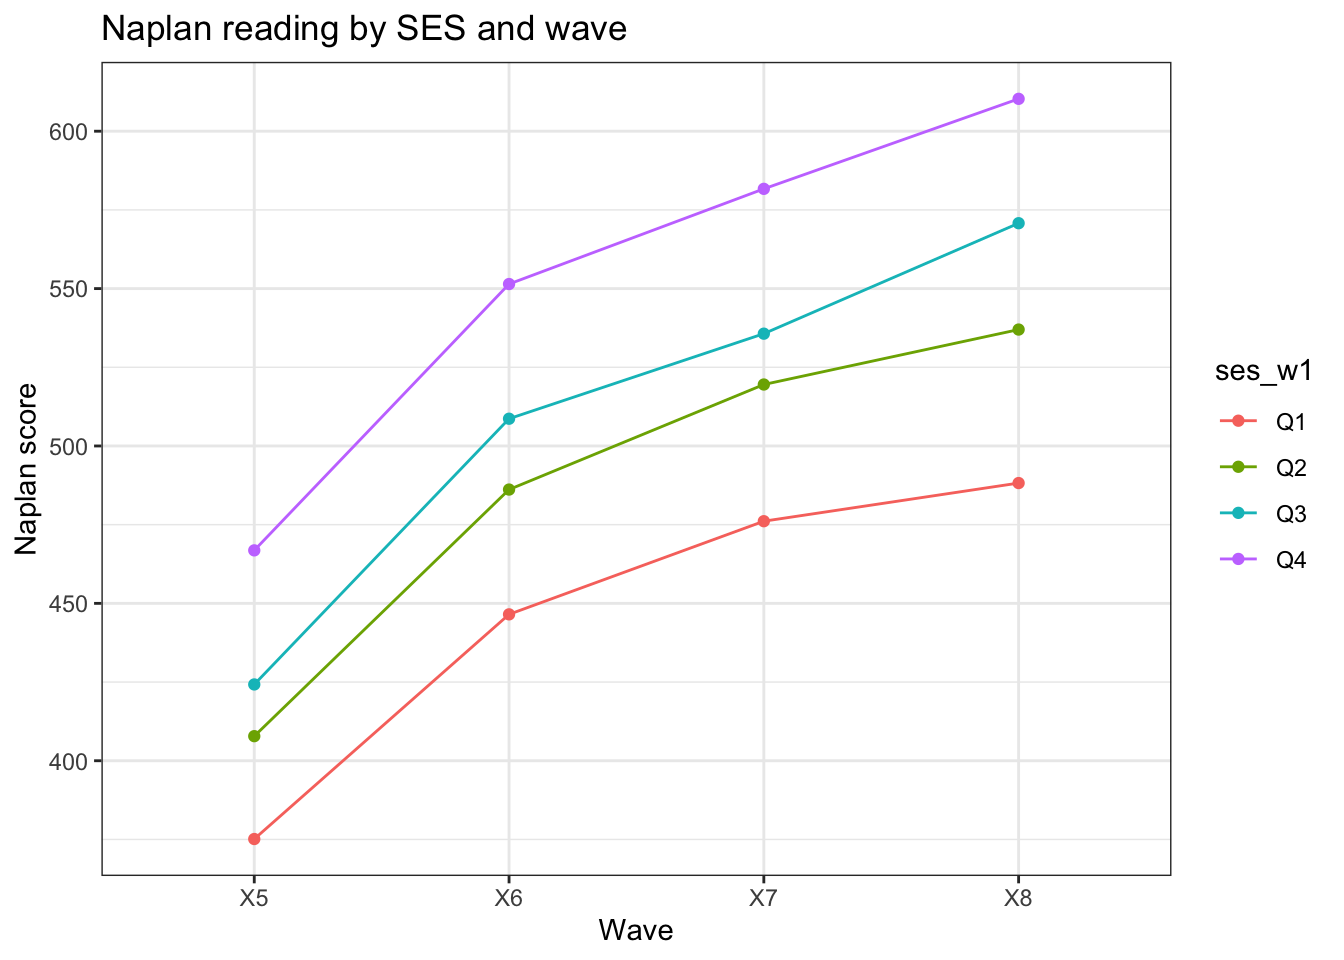 Naplan reading by SES and wave
Naplan score
600
550
500
450
400
X5 X6 X7 X8
Wave
ses_w1
Q1
Q2
Q3
Q4